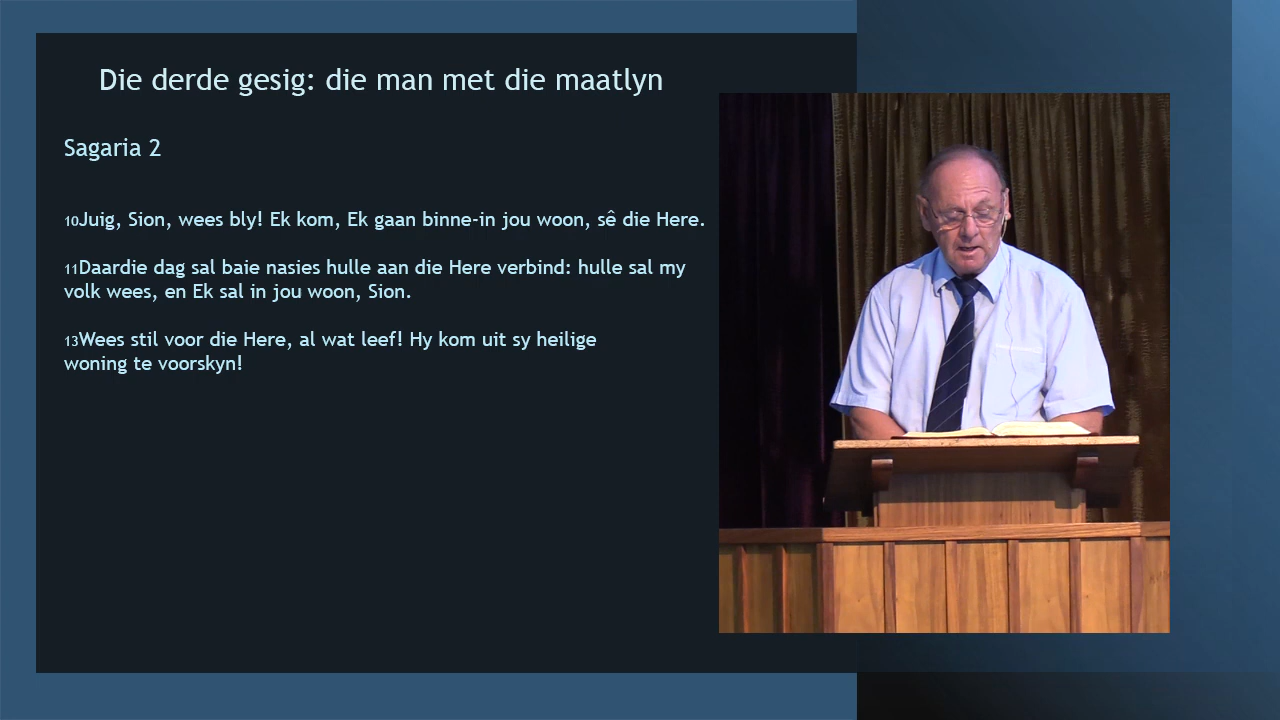 Die derde gesig: die man met die maatlyn
Sagaria 2
10Juig, Sion, wees bly! Ek kom, Ek gaan binne-in jou woon, sê die Here.
11Daardie dag sal baie nasies hulle aan die Here verbind: hulle sal my
volk wees, en Ek sal in jou woon, Sion.
13Wees stil voor die Here, al wat leef! Hy kom uit sy heilige
woning te voorskyn!